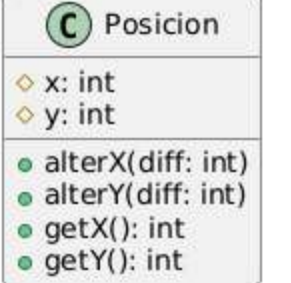 C Posicion
x: int
y: int
alterX(diff: int)
alterY(diff: int)
getX(): int
getY(): int